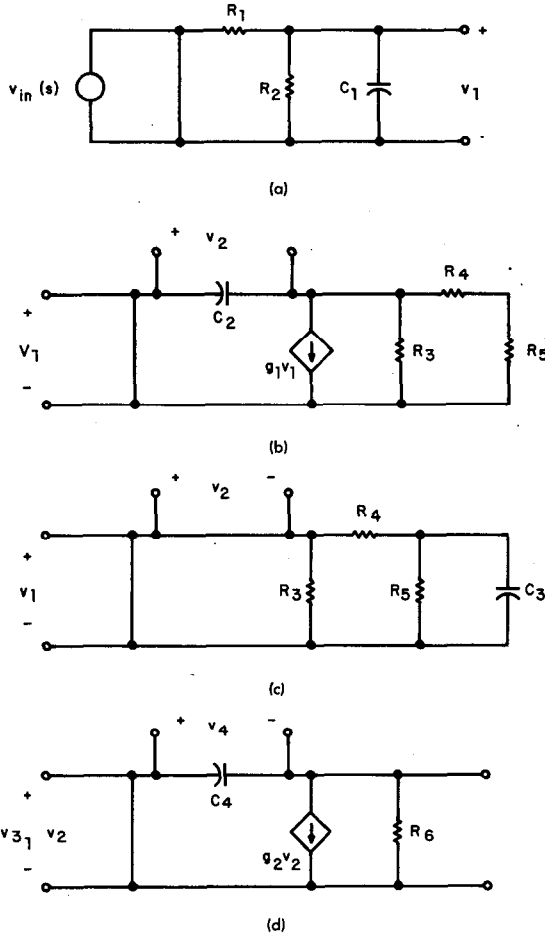 R1
+
vin (s)
R2
C1
v1
-
(a)
+ v2
R4
+
C2
V1
g1v1
R3
R5
-
(b)
+ v2 -
R4
+
v1
R3
R5
C3
-
(c)
+ v4 -
+
C4
v31 v2
g2v2
R6
-
(d)